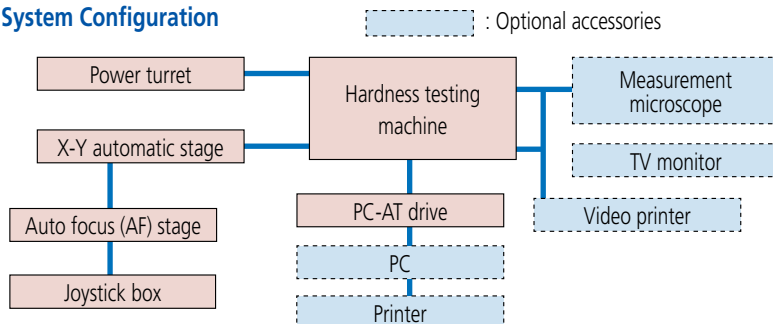 System Configuration
: Optional accessories
Power turret
Hardness testing
machine
Measurement
microscope
X-Y automatic stage
TV monitor
PC-AT drive
Video printer
Auto focus (AF) stage
PC
Joystick box
Printer